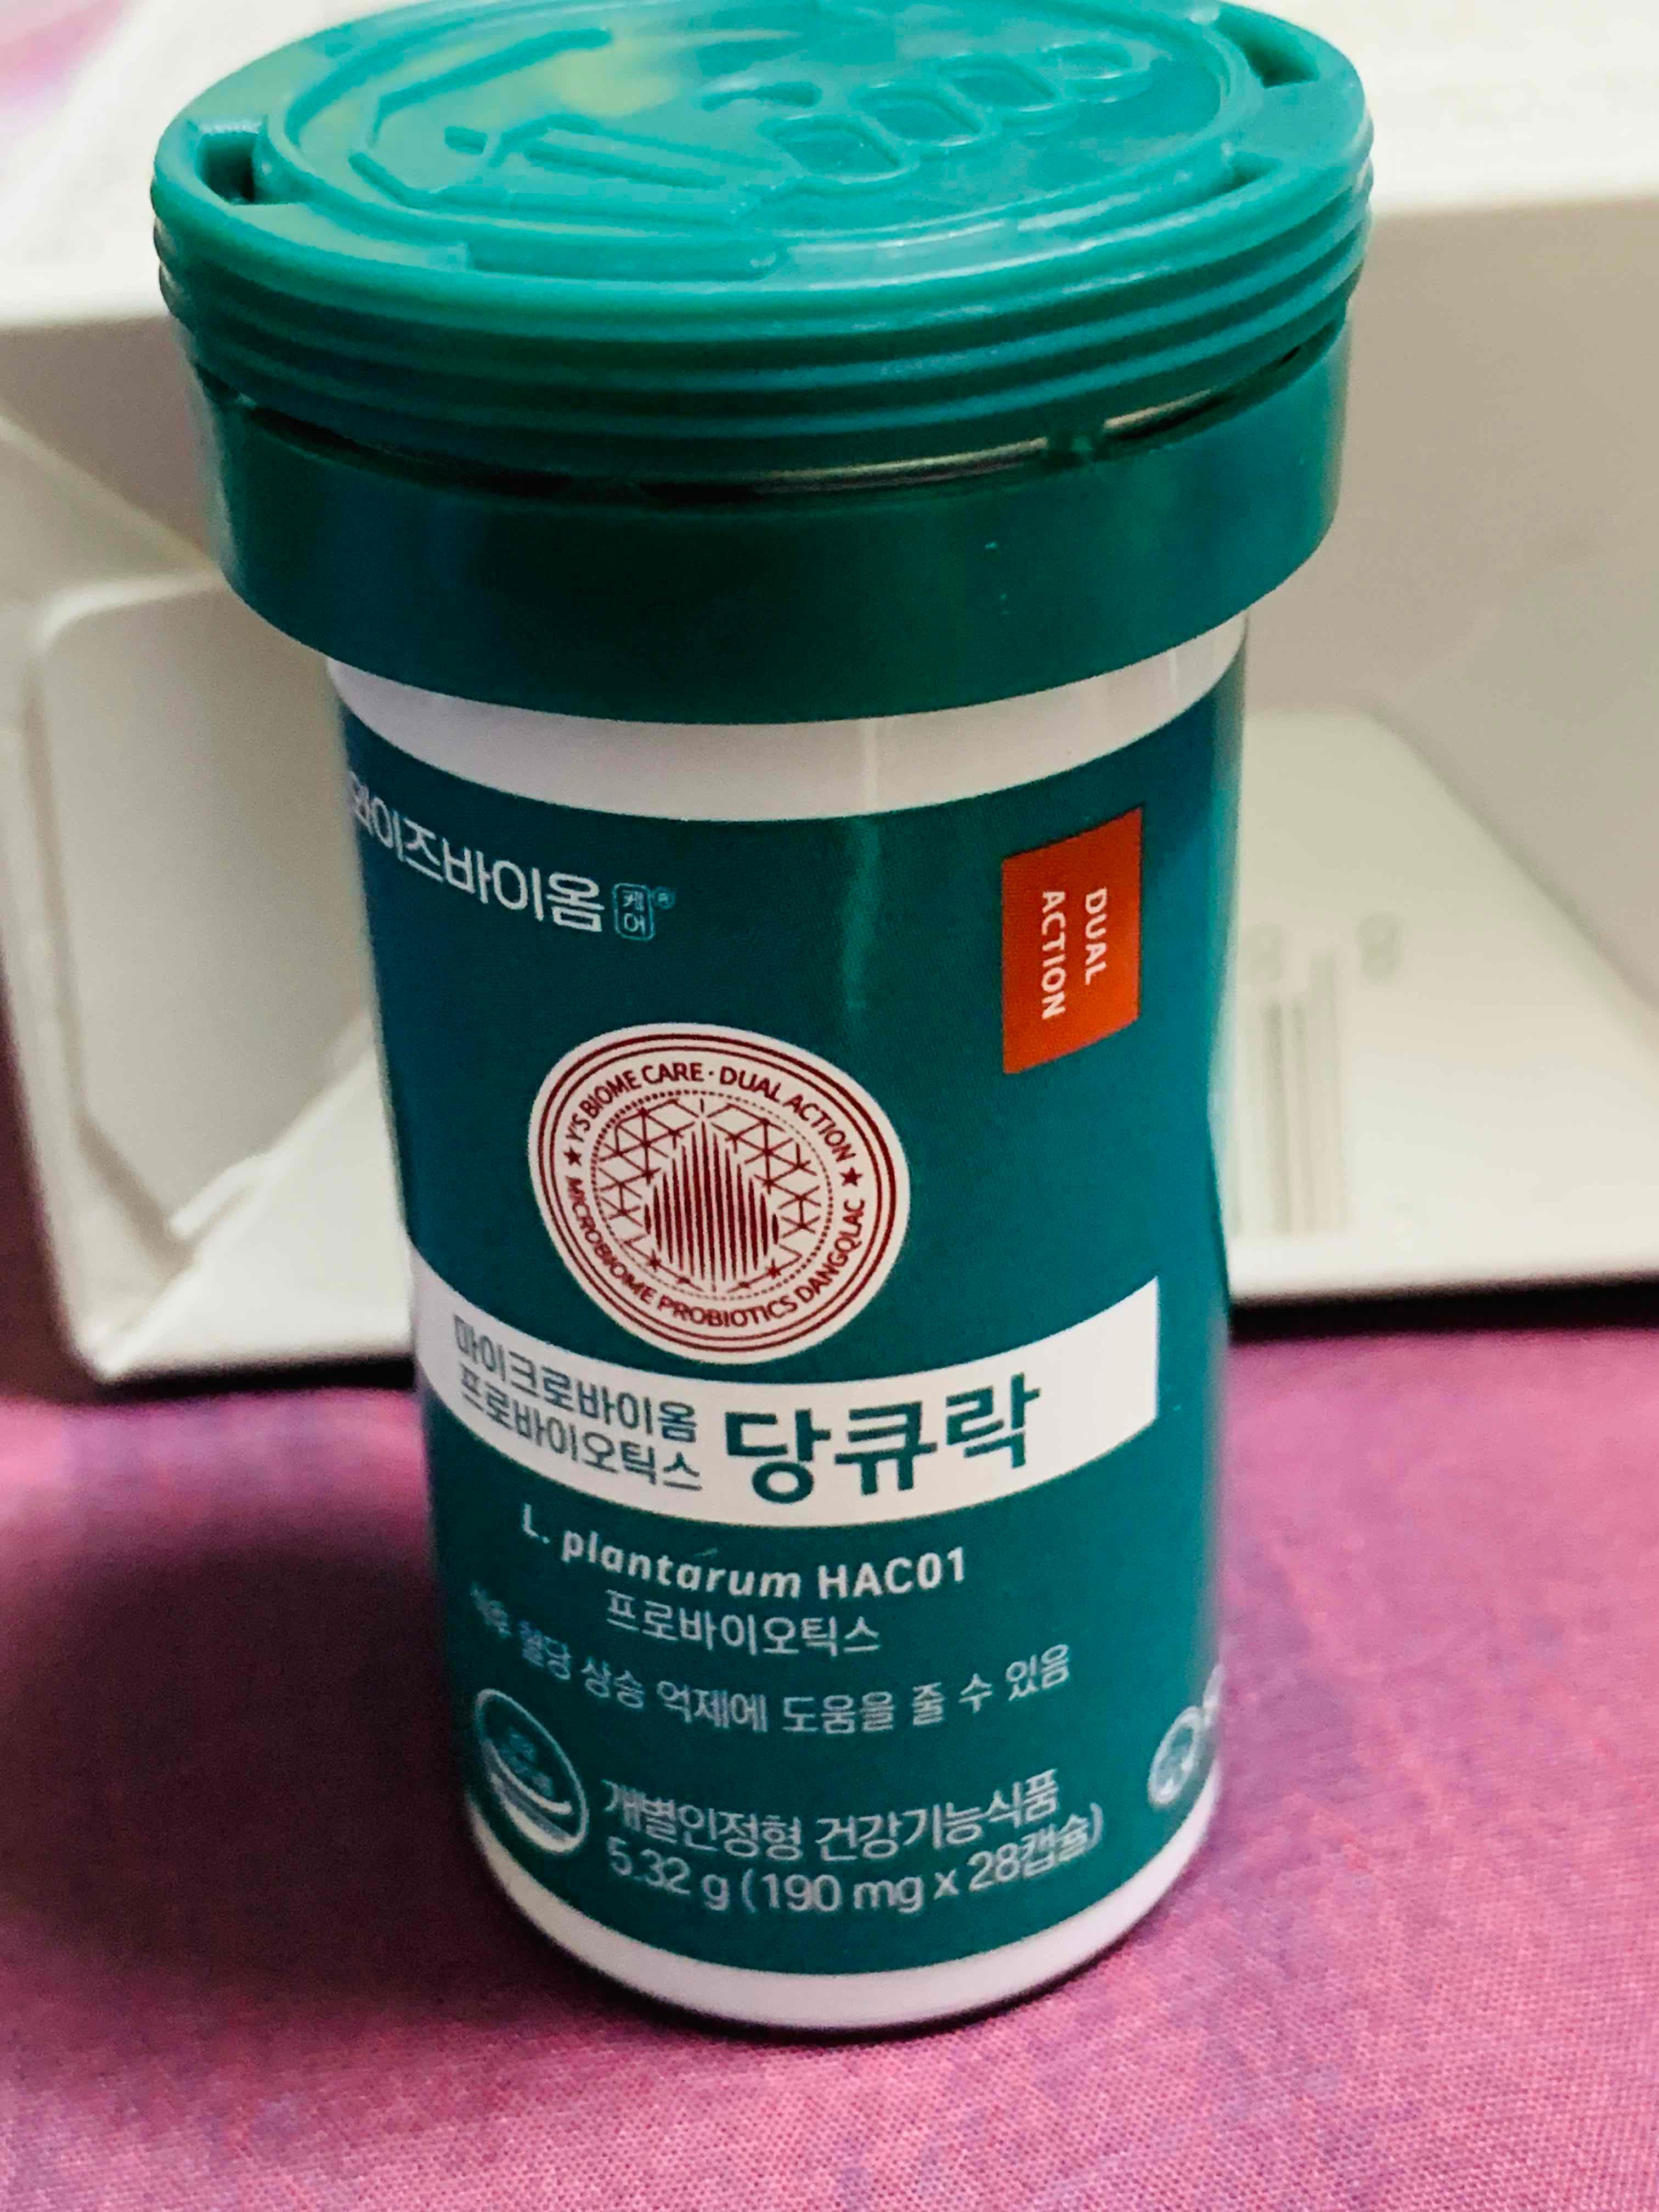 와이즈바이옴 케어 ®
DUAL
ACTION
Y'S BIOME CARE · DUAL ACTION
MICROBIOME PROBIOTICS DANGQLAC
마이크로바이옴
프로바이오틱스
당큐락
L. plantarum HAC01
프로바이오틱스
식후 혈당 상승 억제에 도움을 줄 수 있음
개별인정형 건강기능식품
5.32 g (190 mg x 28캡슐)